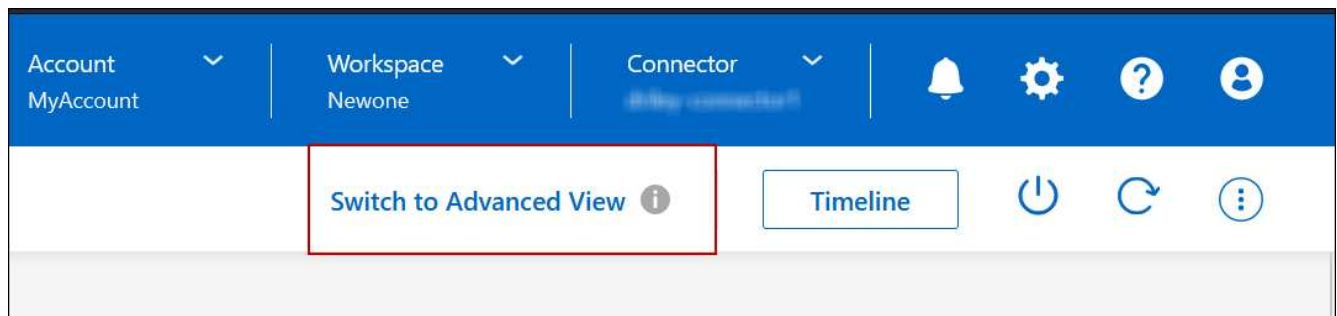 Account
MyAccount
Workspace
Newone
Connector
Switch to Advanced View
Timeline